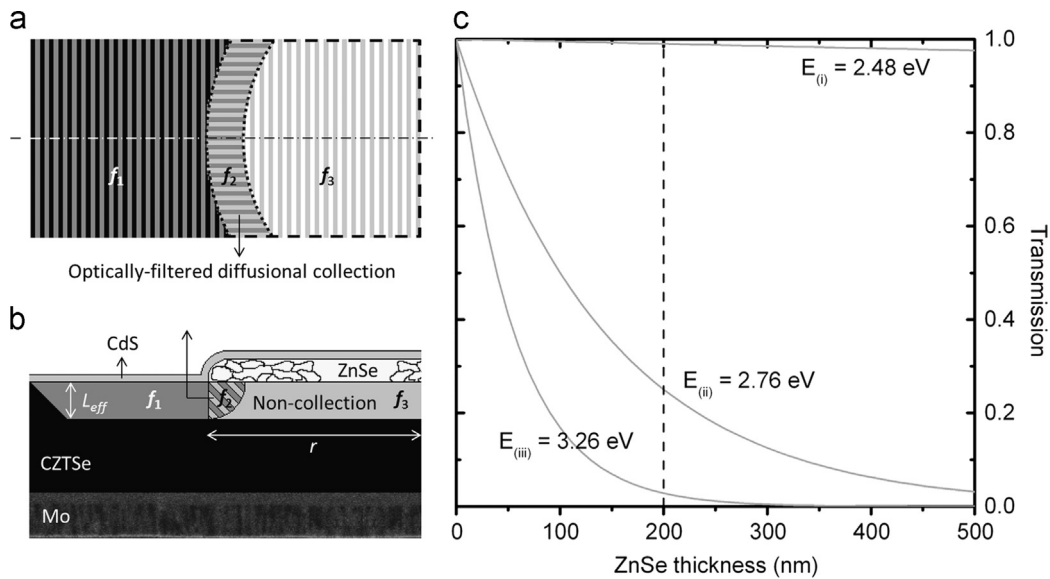 a
f1
f2
f3
Optically-filtered diffusional collection
b
CdS
ZnSe
Leff
f1
f2
Non-collection
f3
r
CZTSe
Mo
c
E(i) = 2.48 eV
E(ii) = 2.76 eV
E(iii) = 3.26 eV
1.0
0.8
0.6
0.4
0.2
0.0
Transmission
0 100 200 300 400 500
ZnSe thickness (nm)